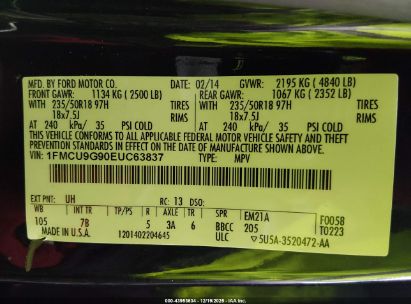 MFD. BY FORD MOTOR CO. DATE: 02/14 GVWR: 2195 KG ( 4840 LB)
FRONT GAWR: 1134 KG ( 2500 LB) REAR GAWR: 1067 KG ( 2352 LB)
WITH 235/50R18 97H TIRES WITH 235/50R18 97H TIRES
18x7.5J RIMS 18x7.5J RIMS
AT 240 kPa/ 35 PSI COLD AT 240 kPa/ 35 PSI COLD
THIS VEHICLE CONFORMS TO ALL APPLICABLE FEDERAL MOTOR VEHICLE SAFETY AND THEFT
PREVENTION STANDARDS IN EFFECT ON THE DATE OF MANUFACTURE SHOWN ABOVE.
VIN: 1FMCU9G90EUC63837
TYPE: MPV
EXT PNT: UH RC: 13 DSO:
WB INT TR TP/PS R AXLE TR SPR EM21A F0058
105 7B 5 3A 6 BBCC 205 T0223
MADE IN U.S.A. 1201402204645 ULC 5U5A-3520472-AA